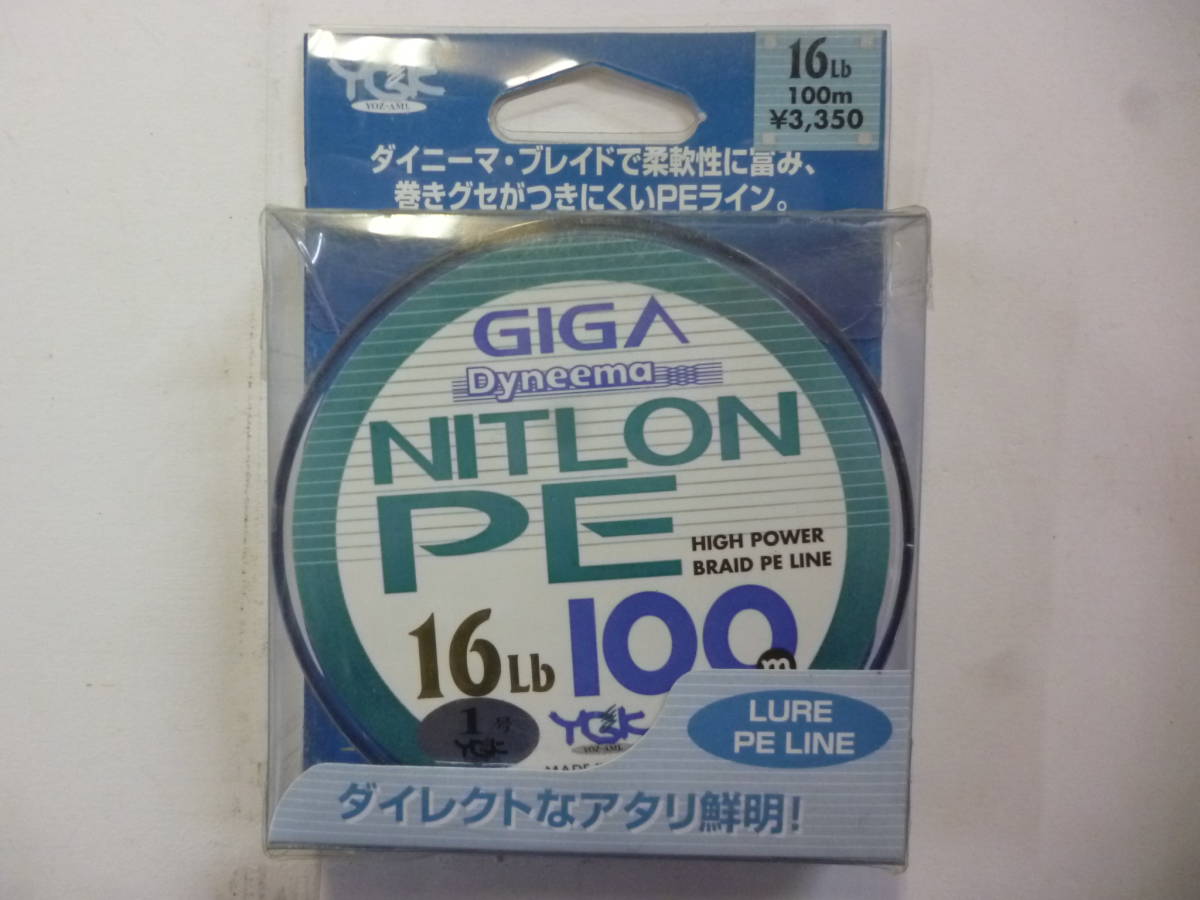 YGK
YOZ-AMI
16Lb
100m
¥3,350
ダイニーマ・ブレイドで柔軟性に富み、
巻きグセがつきにくいPEライン。
GIGA
Dyneema
NITLON
PE
HIGH POWER
BRAID PE LINE
16Lb 100m
1号
YGK
YGK
YOZ-AMI
LURE
PE LINE
ダイレクトなアタリ鮮明!